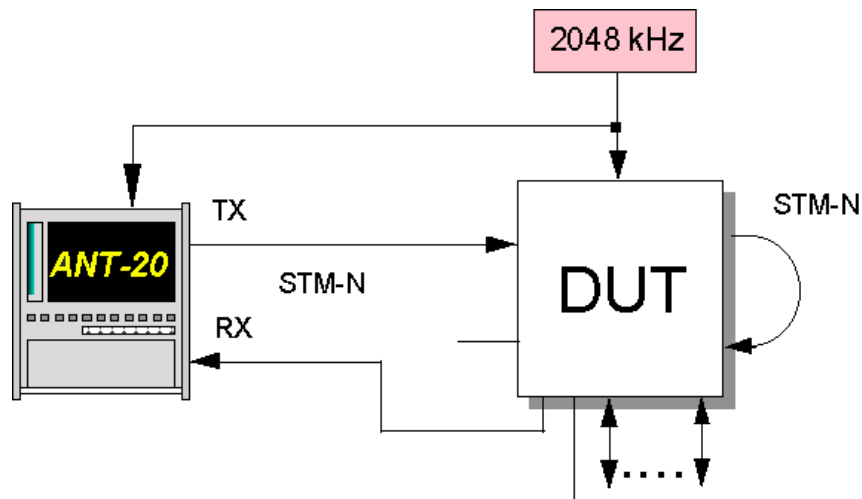 2048 kHz
TX
STM-N
ANT-20
DUT
STM-N
RX